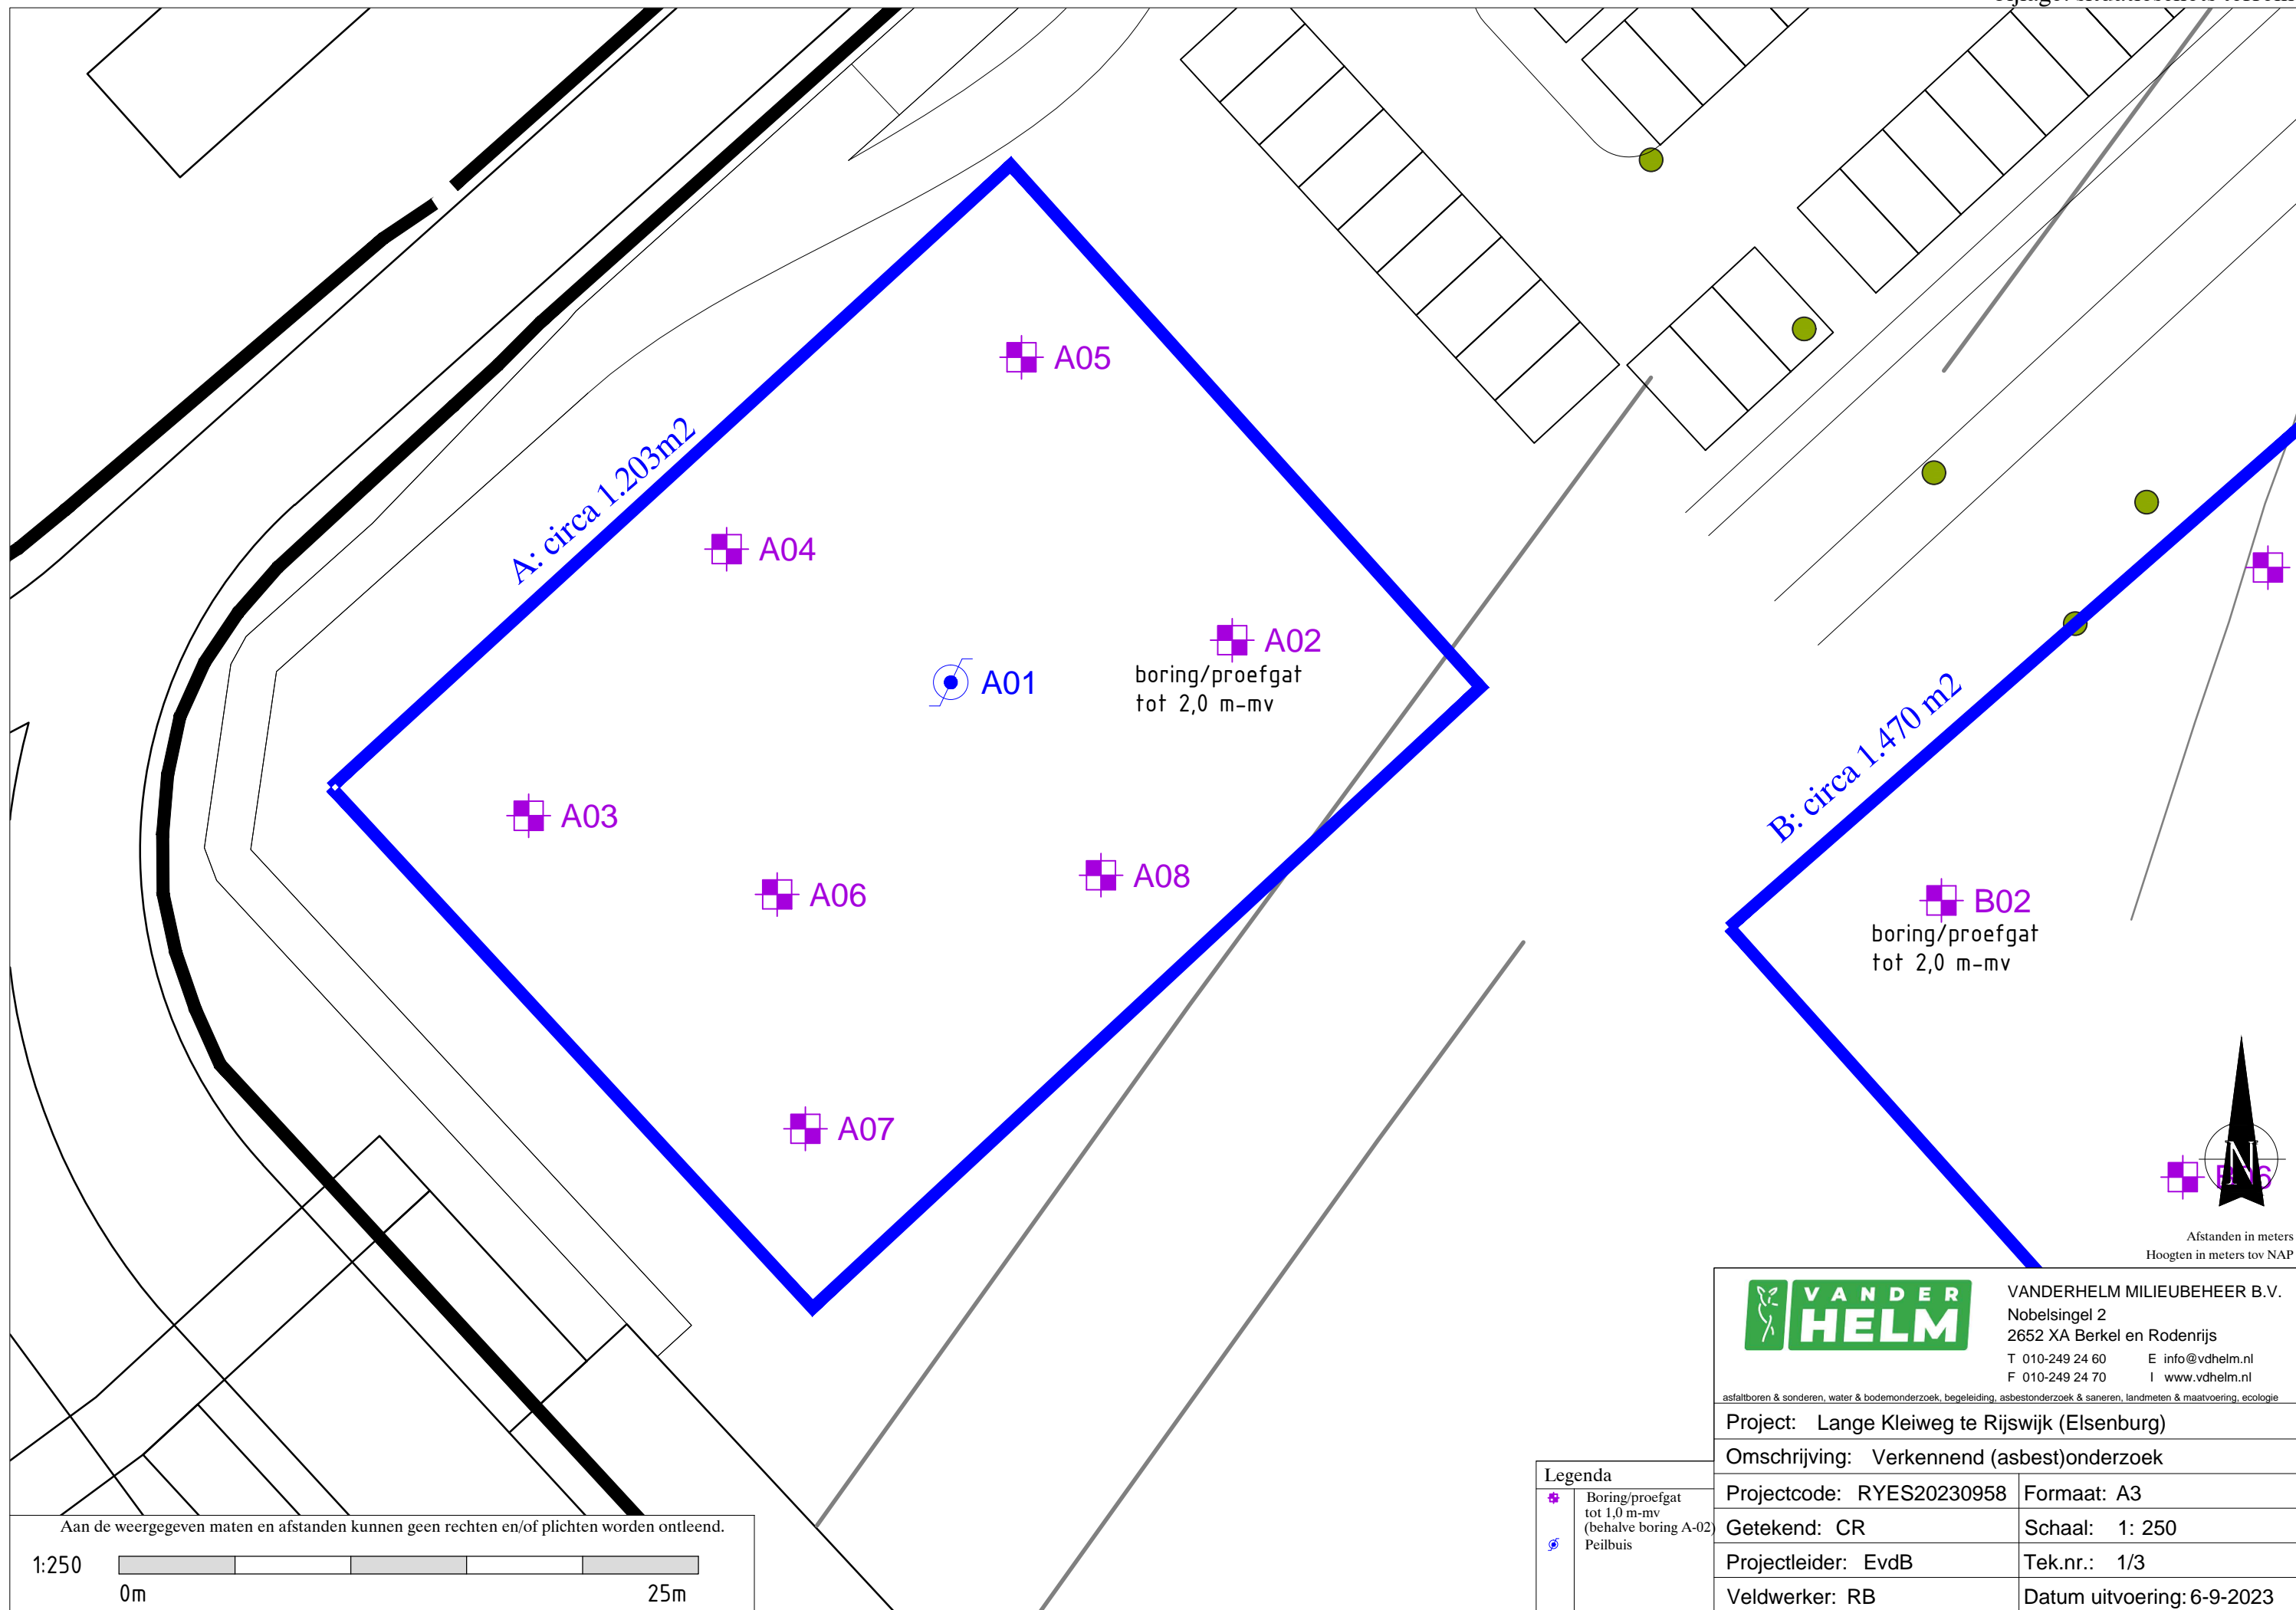 A05
A: circa 1.203m2
A04
A02
boring/proefgat
tot 2,0 m-mv
A01
A03
A06
A08
A07
B: circa 1.470 m2
B02
boring/proefgat
tot 2,0 m-mv
N
Afstanden in meters
Hoogten in meters tov NAP
VANDER
HELM
VANDERHELM MILIEUBEHEER B.V.
Nobelsingel 2
2652 XA Berkel en Rodenrijs
T 010-249 24 60 E info@vdhelm.nl
F 010-249 24 70 I www.vdhelm.nl
asfaltboren & sonderen, water & bodemonderzoek, begeleiding, asbestonderzoek & saneren, landmeten & maatvoering, ecologie
Project: Lange Kleiweg te Rijswijk (Elsenburg)
Omschrijving: Verkennend (asbest)onderzoek
Projectcode: RYES20230958 Formaat: A3
Getekend: CR Schaal: 1: 250
Projectleider: EvdB Tek.nr.: 1/3
Veldwerker: RB Datum uitvoering: 6-9-2023
Legenda
Boring/proefgat
tot 1,0 m-mv
(behalve boring A-02)
Peilbuis
Aan de weergegeven maten en afstanden kunnen geen rechten en/of plichten worden ontleend.
1:250
0m 25m